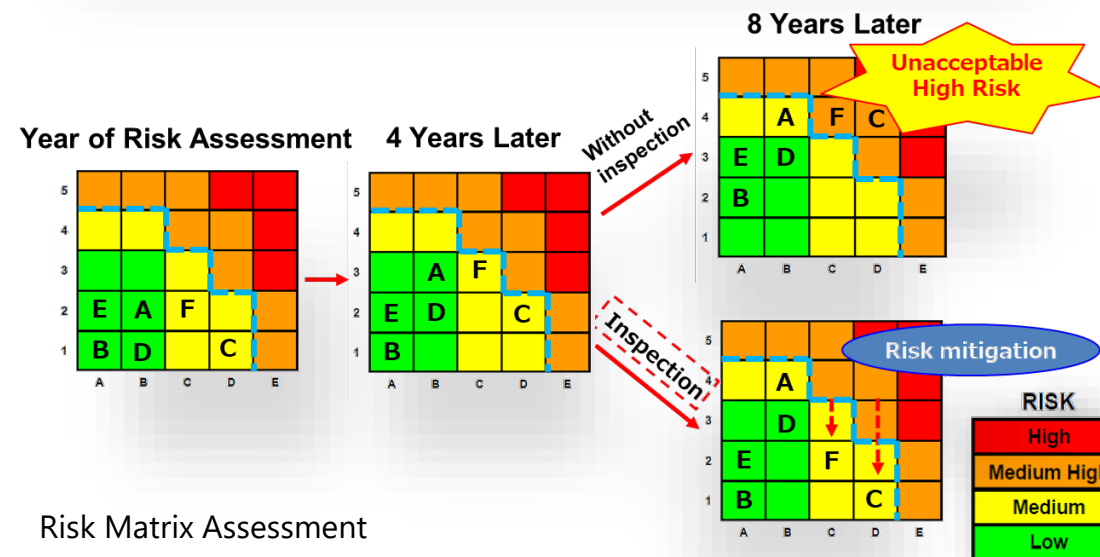 8 Years Later
Unacceptable
High Risk
Year of Risk Assessment
4 Years Later
Without
inspection
5
4 A F C
3 E D
2 B
1
A B C D E
5
4
3
2 E A F
1 B D C
A B C D E
5
4
3 A F
2 E D C
1 B
A B C D E
Inspection
Risk mitigation
5
4 A
3 D
2 E F
1 B C
A B C D E
RISK
High
Medium High
Medium
Low
Risk Matrix Assessment